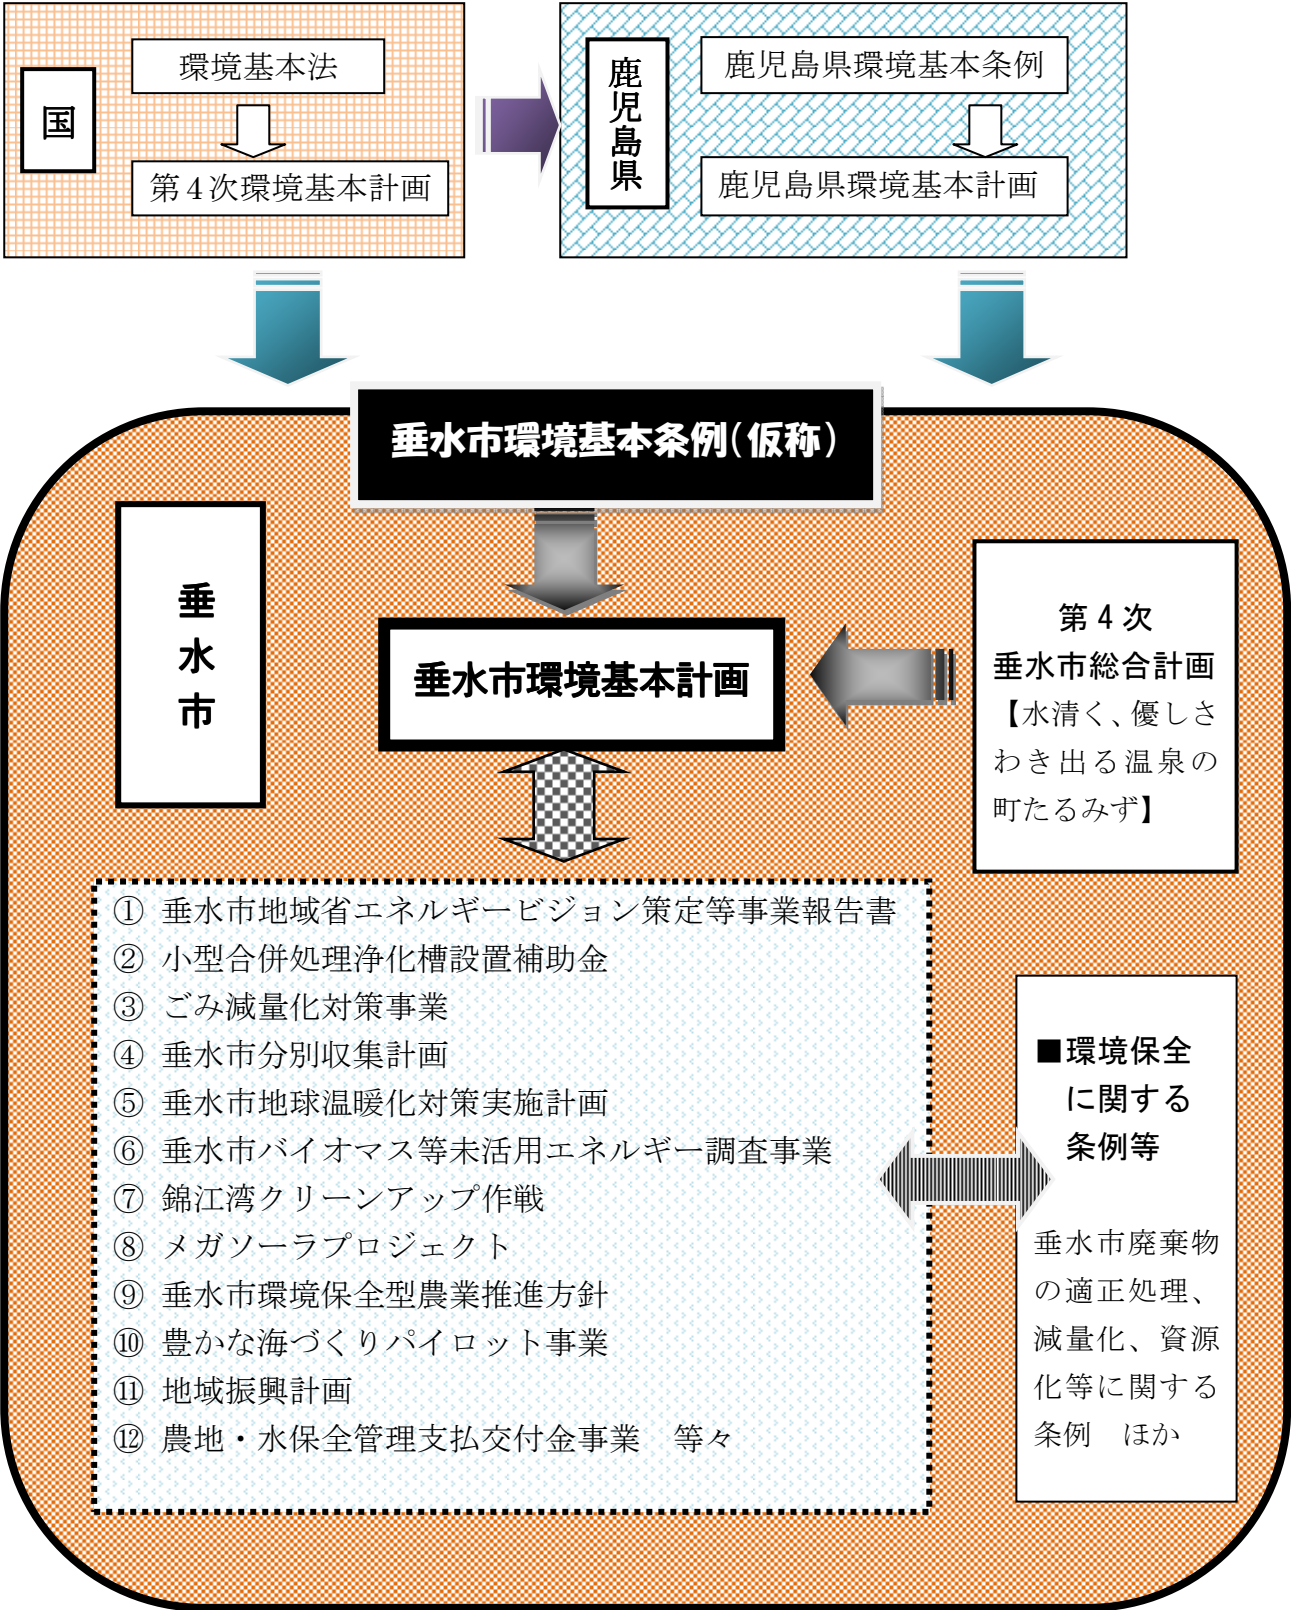 国
環境基本法
第4次環境基本計画
鹿児島県
鹿児島県環境基本条例
鹿児島県環境基本計画
垂水市環境基本条例(仮称)
垂水市
垂水市環境基本計画
第4次
垂水市総合計画
【水清く、優しさ
わき出る温泉の
町たるみず】
① 垂水市地域省エネルギービジョン策定等事業報告書
② 小型合併処理浄化槽設置補助金
③ ごみ減量化対策事業
④ 垂水市分別収集計画
⑤ 垂水市地球温暖化対策実施計画
⑥ 垂水市バイオマス等未活用エネルギー調査事業
⑦ 錦江湾クリーンアップ作戦
⑧ メガソーラプロジェクト
⑨ 垂水市環境保全型農業推進方針
⑩ 豊かな海づくりパイロット事業
⑪ 地域振興計画
⑫ 農地・水保全管理支払交付金事業　等々
■環境保全
に関する
条例等
垂水市廃棄物
の適正処理、
減量化、資源
化等に関する
条例　ほか